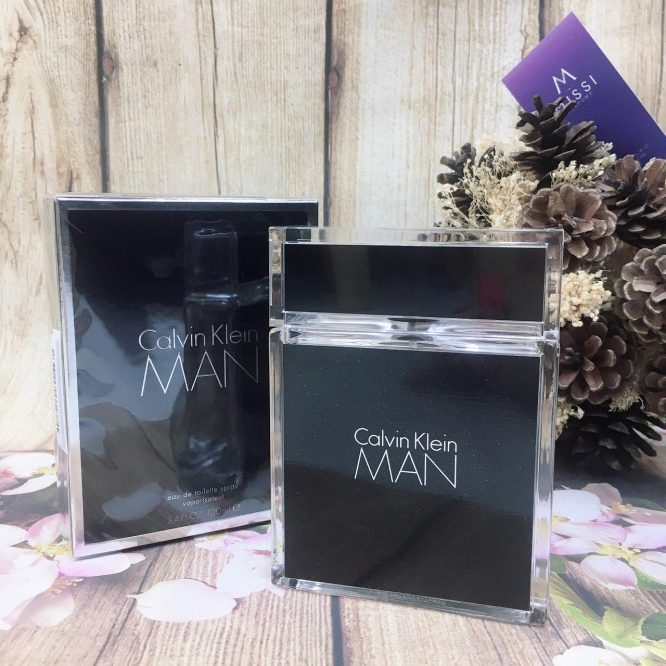 Calvin Klein
MAN
eau de toilette spray
vaporisateur
3.4 FL OZ 100ml ℮
Calvin Klein
MAN
M